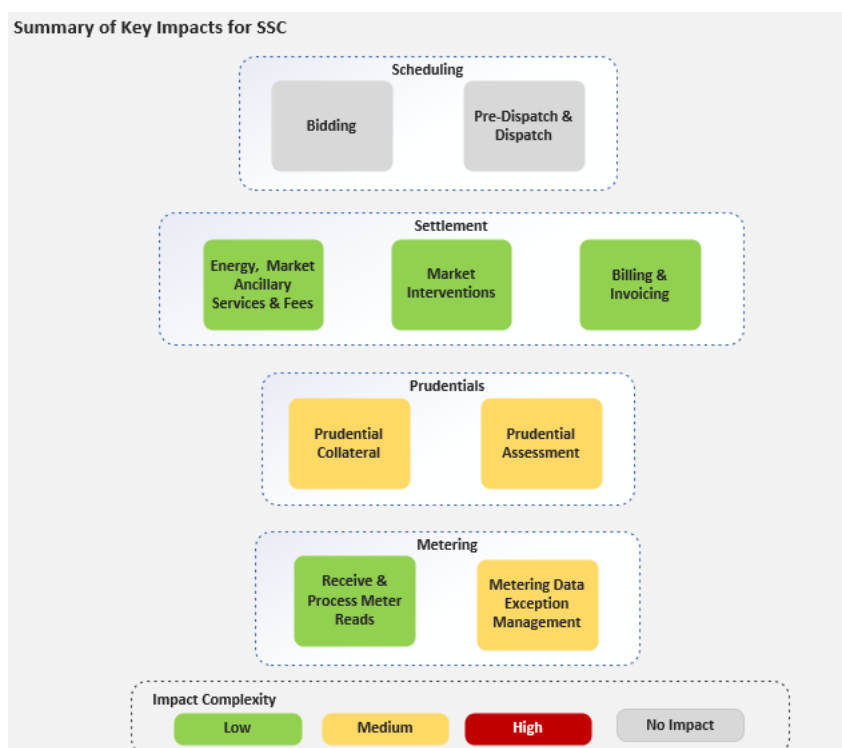 Summary of Key Impacts for SSC
Scheduling
Bidding
Pre-Dispatch &
Dispatch
Settlement
Energy, Market
Ancillary
Services & Fees
Market
Interventions
Billing &
Invoicing
Prudentials
Prudential
Collateral
Prudential
Assessment
Metering
Receive &
Process Meter
Reads
Metering Data
Exception
Management
Impact Complexity
Low
Medium
High
No Impact